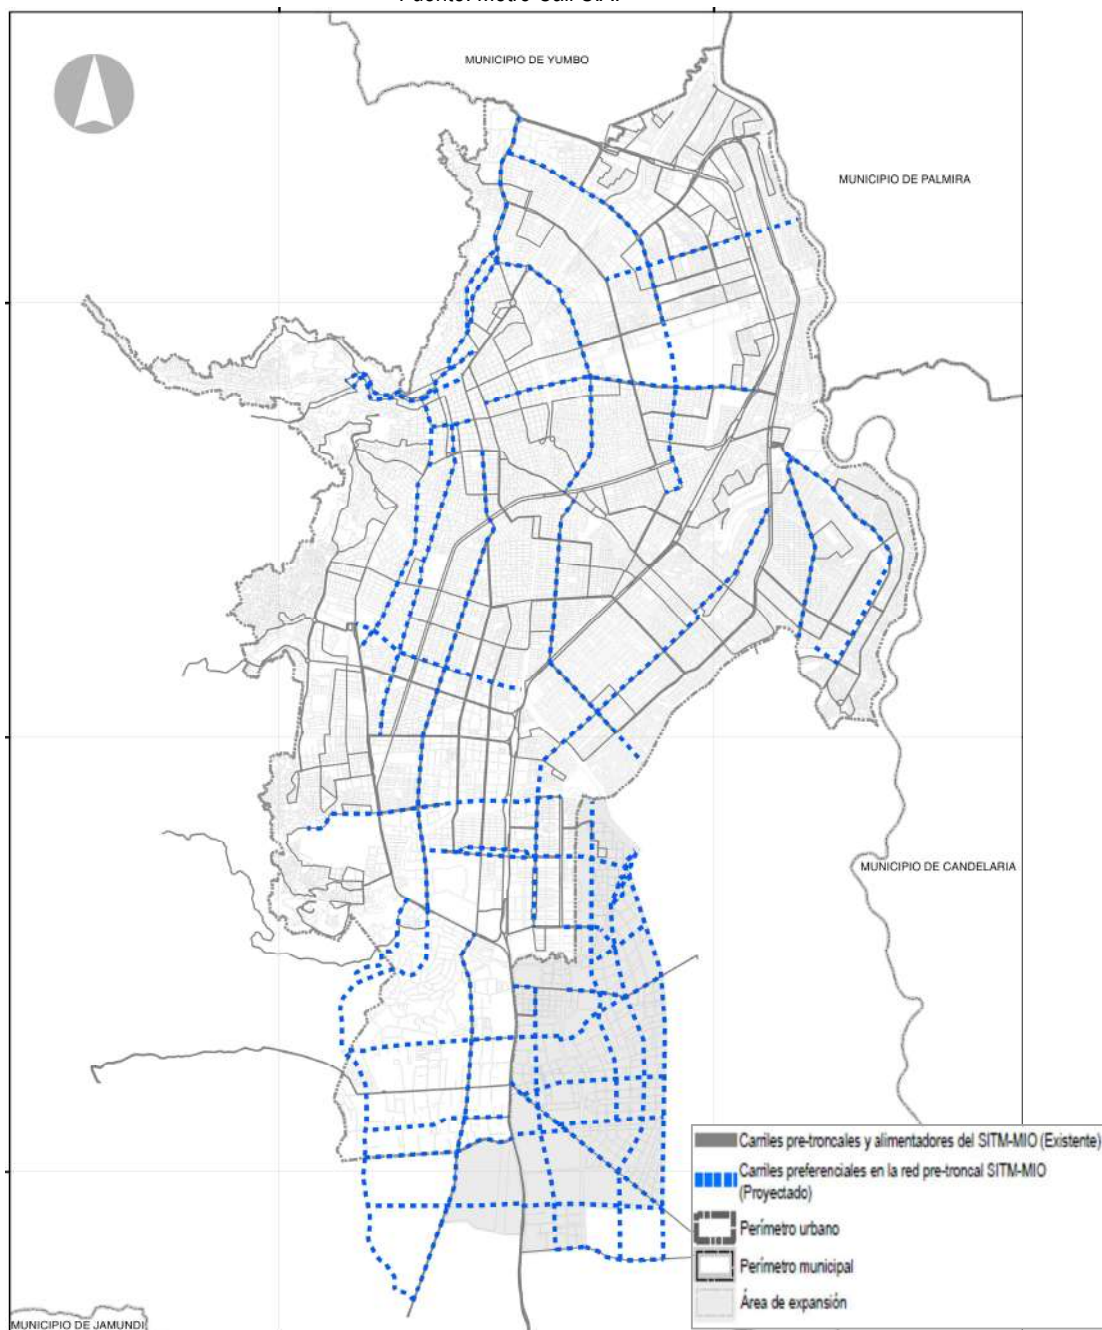 MUNICIPIO DE YUMBO
MUNICIPIO DE PALMIRA
MUNICIPIO DE CANDELARIA
Carriles pre-troncales y alimentadores del SITM-MIO (Existente)
Carriles preferenciales en la red pre-troncal SITM-MIO
(Proyectado)
Perímetro urbano
Perímetro municipal
Área de expansión
MUNICIPIO DE JAMUNDI